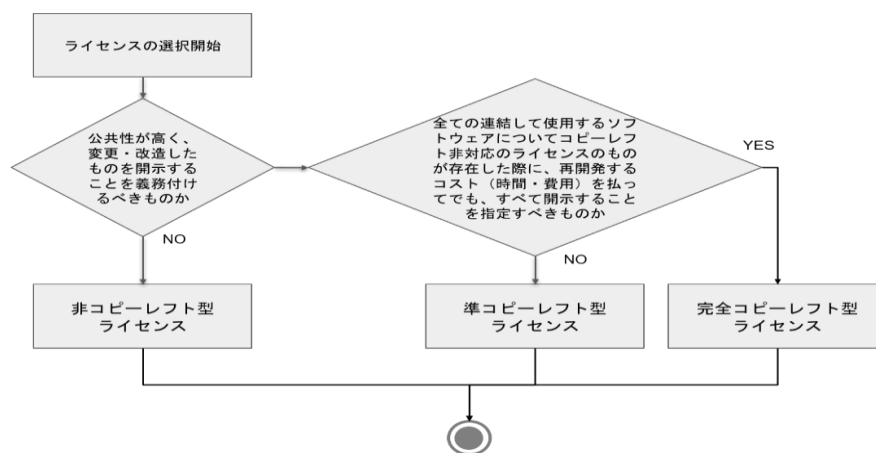 ライセンスの選択開始
公共性が高く、
変更・改造した
ものを開示する
ことを義務付け
るべきものか
NO
全ての連結して使用するソフ
トウェアについてコピーレフ
ト非対応のライセンスのもの
が存在した際に、再開発する
コスト（時間・費用）を払っ
てでも、すべて開示すること
を指定すべきものか
YES
NO
非コピーレフト型
ライセンス
準コピーレフト型
ライセンス
完全コピーレフト型
ライセンス